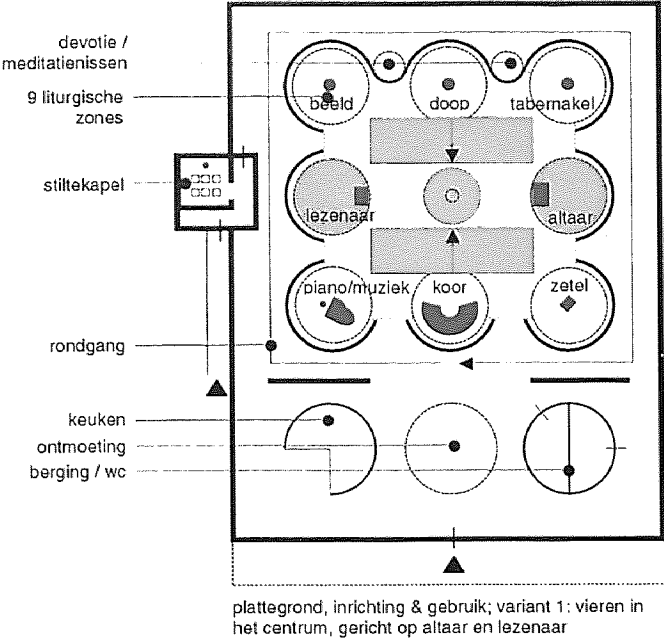 devotie /
meditatienissen
9 liturgische
zones
beeld
doop
tabernakel
stiltekapel
lezenaar
altaar
piano/muziek
koor
zetel
rondgang
keuken
ontmoeting
berging / wc
plattegrond, inrichting & gebruik; variant 1: vieren in
het centrum, gericht op altaar en lezenaar